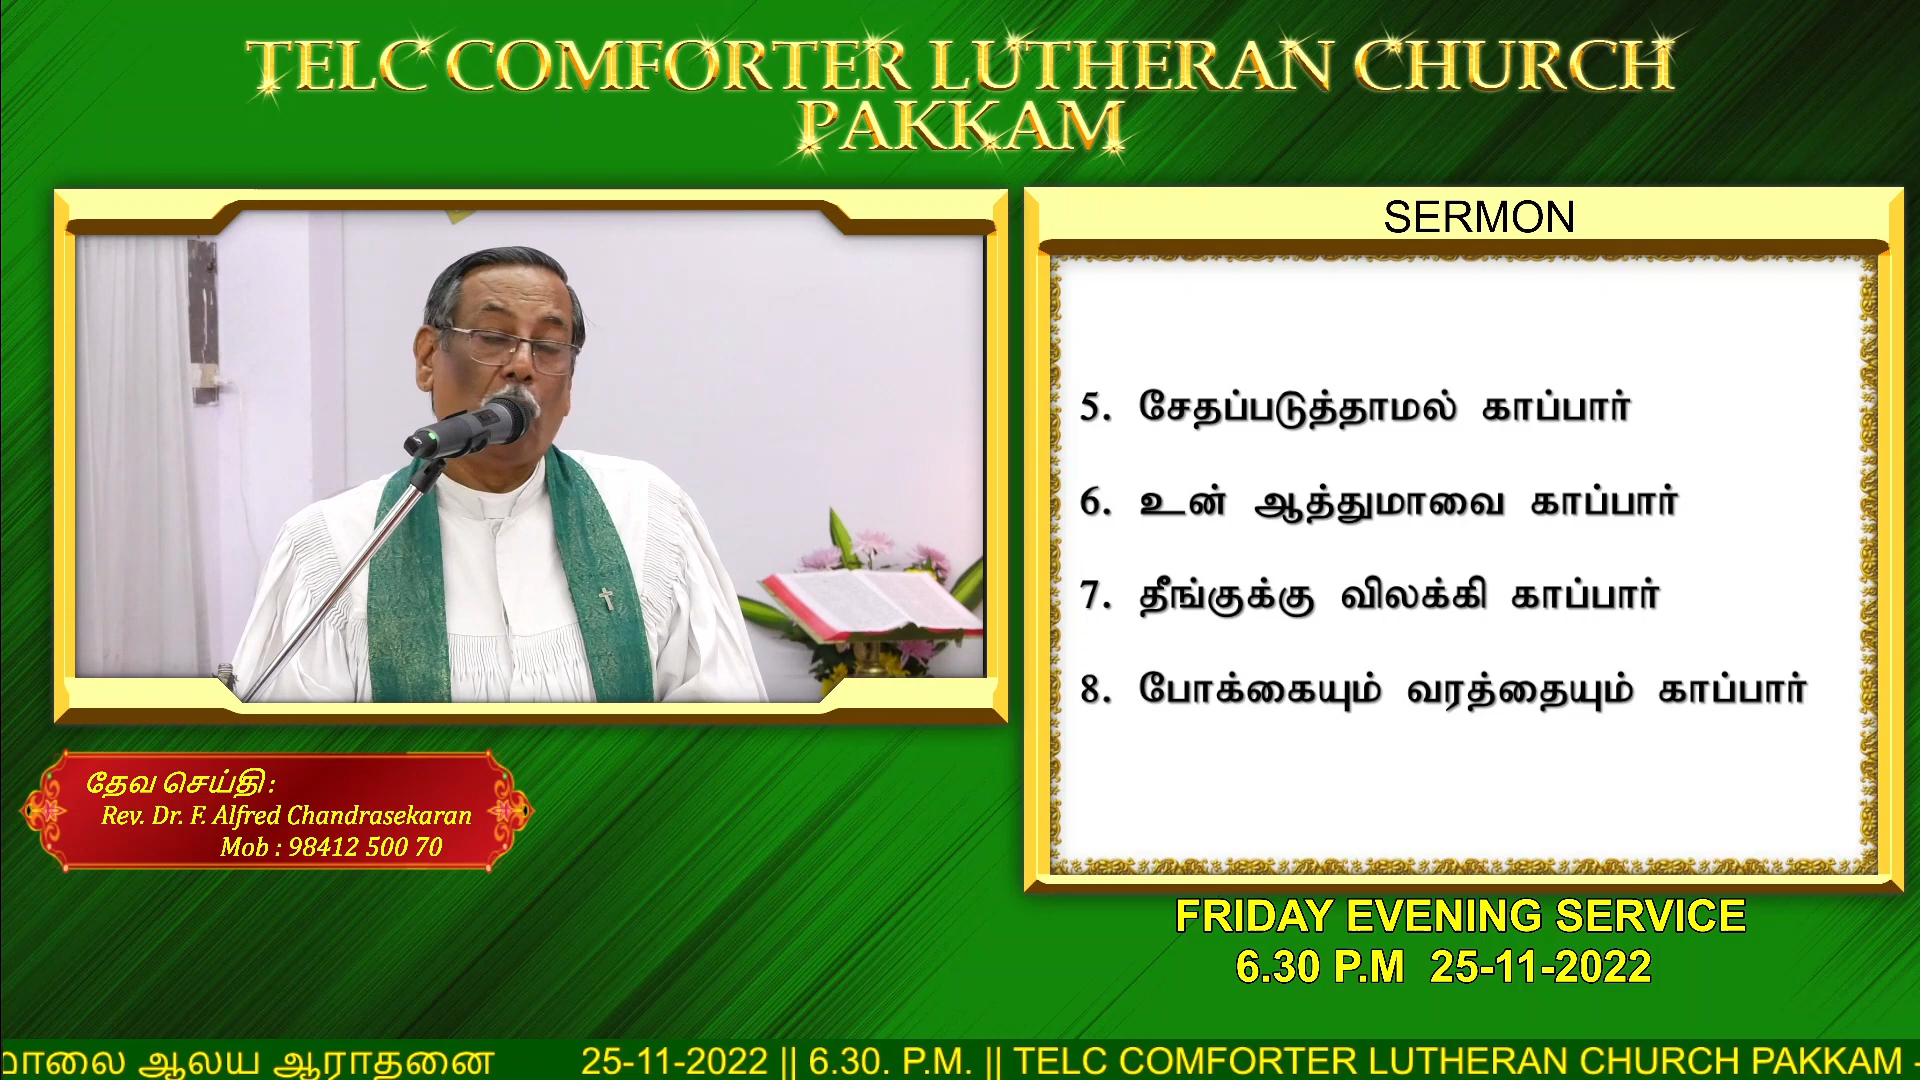 TELC COMFORTER LUTHERAN CHURCH
PAKKAM
SERMON
5. சேதப்படுத்தாமல் காப்பார்
6. உன் ஆத்துமாவை காப்பார்
7. தீங்குக்கு விலக்கி காப்பார்
8. போக்கையும் வரத்தையும் காப்பார்
தேவ செய்தி :
Rev. Dr. F. Alfred Chandrasekaran
Mob : 98412 500 70
FRIDAY EVENING SERVICE
6.30 P.M 25-11-2022
மாலை ஆலய ஆராதனை 25-11-2022 || 6.30. P.M. || TELC COMFORTER LUTHERAN CHURCH PAKKAM -